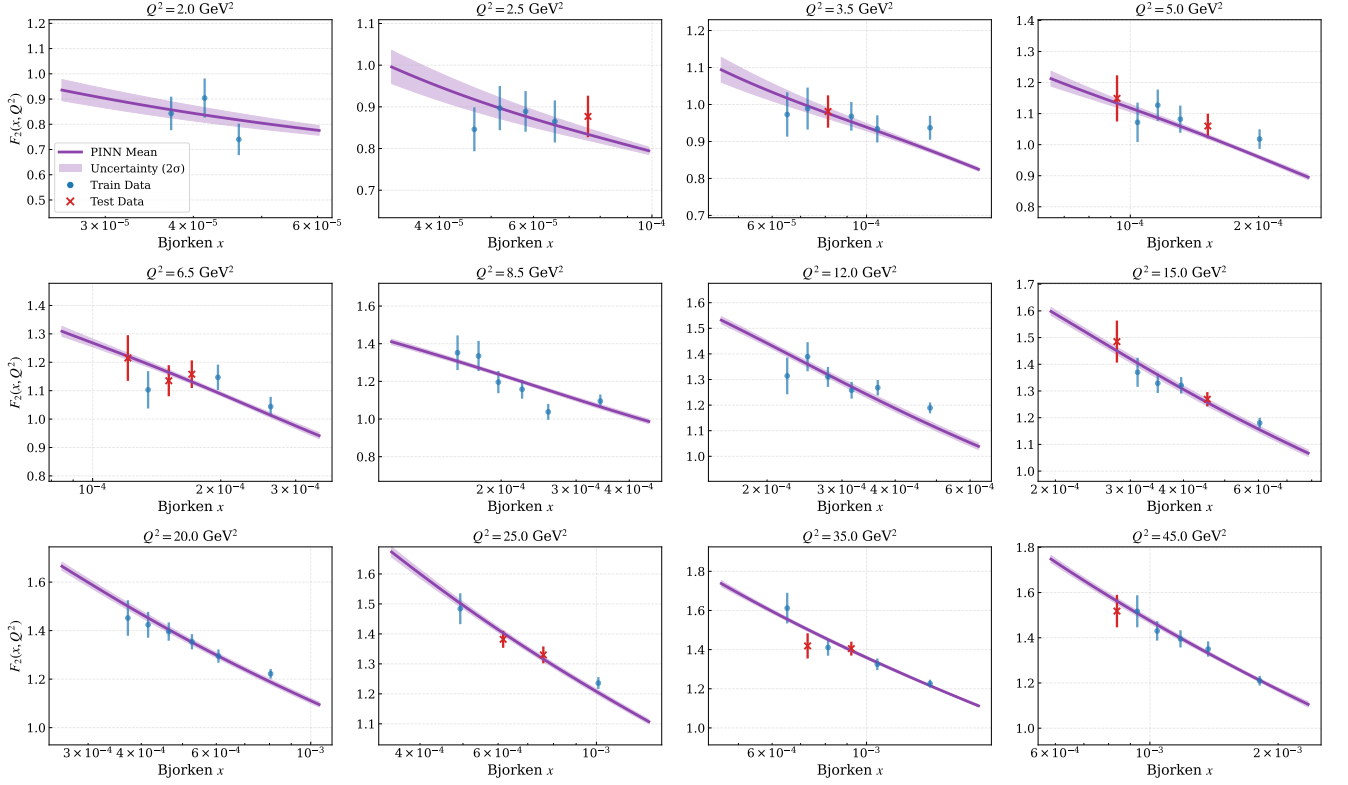 Q² = 2.0 GeV²
Q² = 2.5 GeV²
Q² = 3.5 GeV²
Q² = 5.0 GeV²
F₂(x, Q²)
1.2
1.1
1.0
0.9
0.8
0.7
0.6
0.5
PINN Mean
Uncertainty (2σ)
Train Data
Test Data
3 × 10⁻⁵
4 × 10⁻⁵
6 × 10⁻⁵
Bjorken x
1.1
1.0
0.9
0.8
0.7
4 × 10⁻⁵
6 × 10⁻⁵
10⁻⁴
Bjorken x
1.2
1.1
1.0
0.9
0.8
0.7
6 × 10⁻⁵
10⁻⁴
Bjorken x
1.4
1.3
1.2
1.1
1.0
0.9
0.8
10⁻⁴
2 × 10⁻⁴
Bjorken x
Q² = 6.5 GeV²
Q² = 8.5 GeV²
Q² = 12.0 GeV²
Q² = 15.0 GeV²
F₂(x, Q²)
1.4
1.3
1.2
1.1
1.0
0.9
0.8
10⁻⁴
2 × 10⁻⁴
3 × 10⁻⁴
Bjorken x
1.6
1.4
1.2
1.0
0.8
2 × 10⁻⁴
3 × 10⁻⁴
4 × 10⁻⁴
Bjorken x
1.6
1.5
1.4
1.3
1.2
1.1
1.0
2 × 10⁻⁴
3 × 10⁻⁴
4 × 10⁻⁴
6 × 10⁻⁴
Bjorken x
1.7
1.6
1.5
1.4
1.3
1.2
1.1
1.0
2 × 10⁻⁴
3 × 10⁻⁴
4 × 10⁻⁴
6 × 10⁻⁴
Bjorken x
Q² = 20.0 GeV²
Q² = 25.0 GeV²
Q² = 35.0 GeV²
Q² = 45.0 GeV²
F₂(x, Q²)
1.6
1.4
1.2
1.0
3 × 10⁻⁴
4 × 10⁻⁴
6 × 10⁻⁴
10⁻³
Bjorken x
1.6
1.5
1.4
1.3
1.2
1.1
4 × 10⁻⁴
6 × 10⁻⁴
10⁻³
Bjorken x
1.8
1.6
1.4
1.2
1.0
6 × 10⁻⁴
10⁻³
Bjorken x
1.8
1.6
1.4
1.2
1.0
6 × 10⁻⁴
10⁻³
2 × 10⁻³
Bjorken x